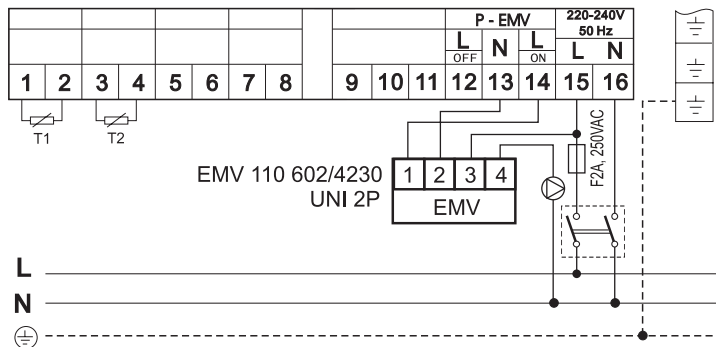 P - EMV 220-240V
50 Hz
L OFF N L ON L N
1 2 3 4 5 6 7 8 9 10 11 12 13 14 15 16
T1 T2
F2A, 250VAC
EMV 110 602/4230 1 2 3 4
UNI 2P EMV
L
N